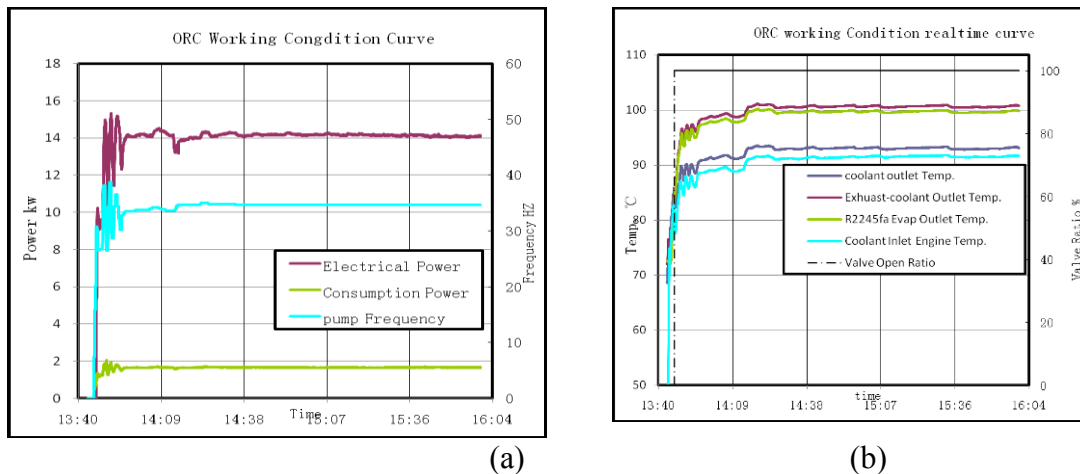 ORC Working Congdition Curve
18
16
14
12
10
8
6
4
2
0
Power kw
60
50
40
30
20
10
0
Frequency HZ
Electrical Power
Consumption Power
pump Frequency
13:40
14:09
14:38
15:07
15:36
16:04
Time
(a)
ORC working Condition realtime curve
110
100
90
80
70
60
50
Temp ℃
100
80
60
40
20
0
Valve Ratio %
coolant outlet Temp.
Exhuast-coolant Outlet Temp.
R2245fa Evap Outlet Temp.
Coolant Inlet Engine Temp.
Valve Open Ratio
13:40
14:09
14:38
15:07
15:36
16:04
time
(b)